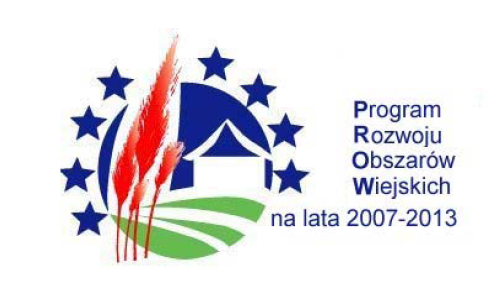 Program
Rozwoju
Obszarów
Wiejskich
na lata 2007-2013